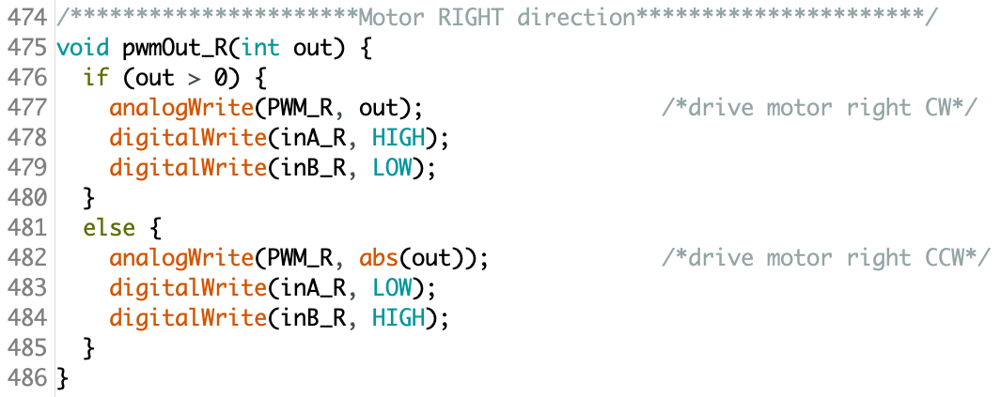 474 /**********************Motor RIGHT direction**********************/
475 void pwmOut_R(int out) {
476   if (out > 0) {
477     analogWrite(PWM_R, out);                  /*drive motor right CW*/
478     digitalWrite(inA_R, HIGH);
479     digitalWrite(inB_R, LOW);
480   }
481   else {
482     analogWrite(PWM_R, abs(out));             /*drive motor right CCW*/
483     digitalWrite(inA_R, LOW);
484     digitalWrite(inB_R, HIGH);
485   }
486 }